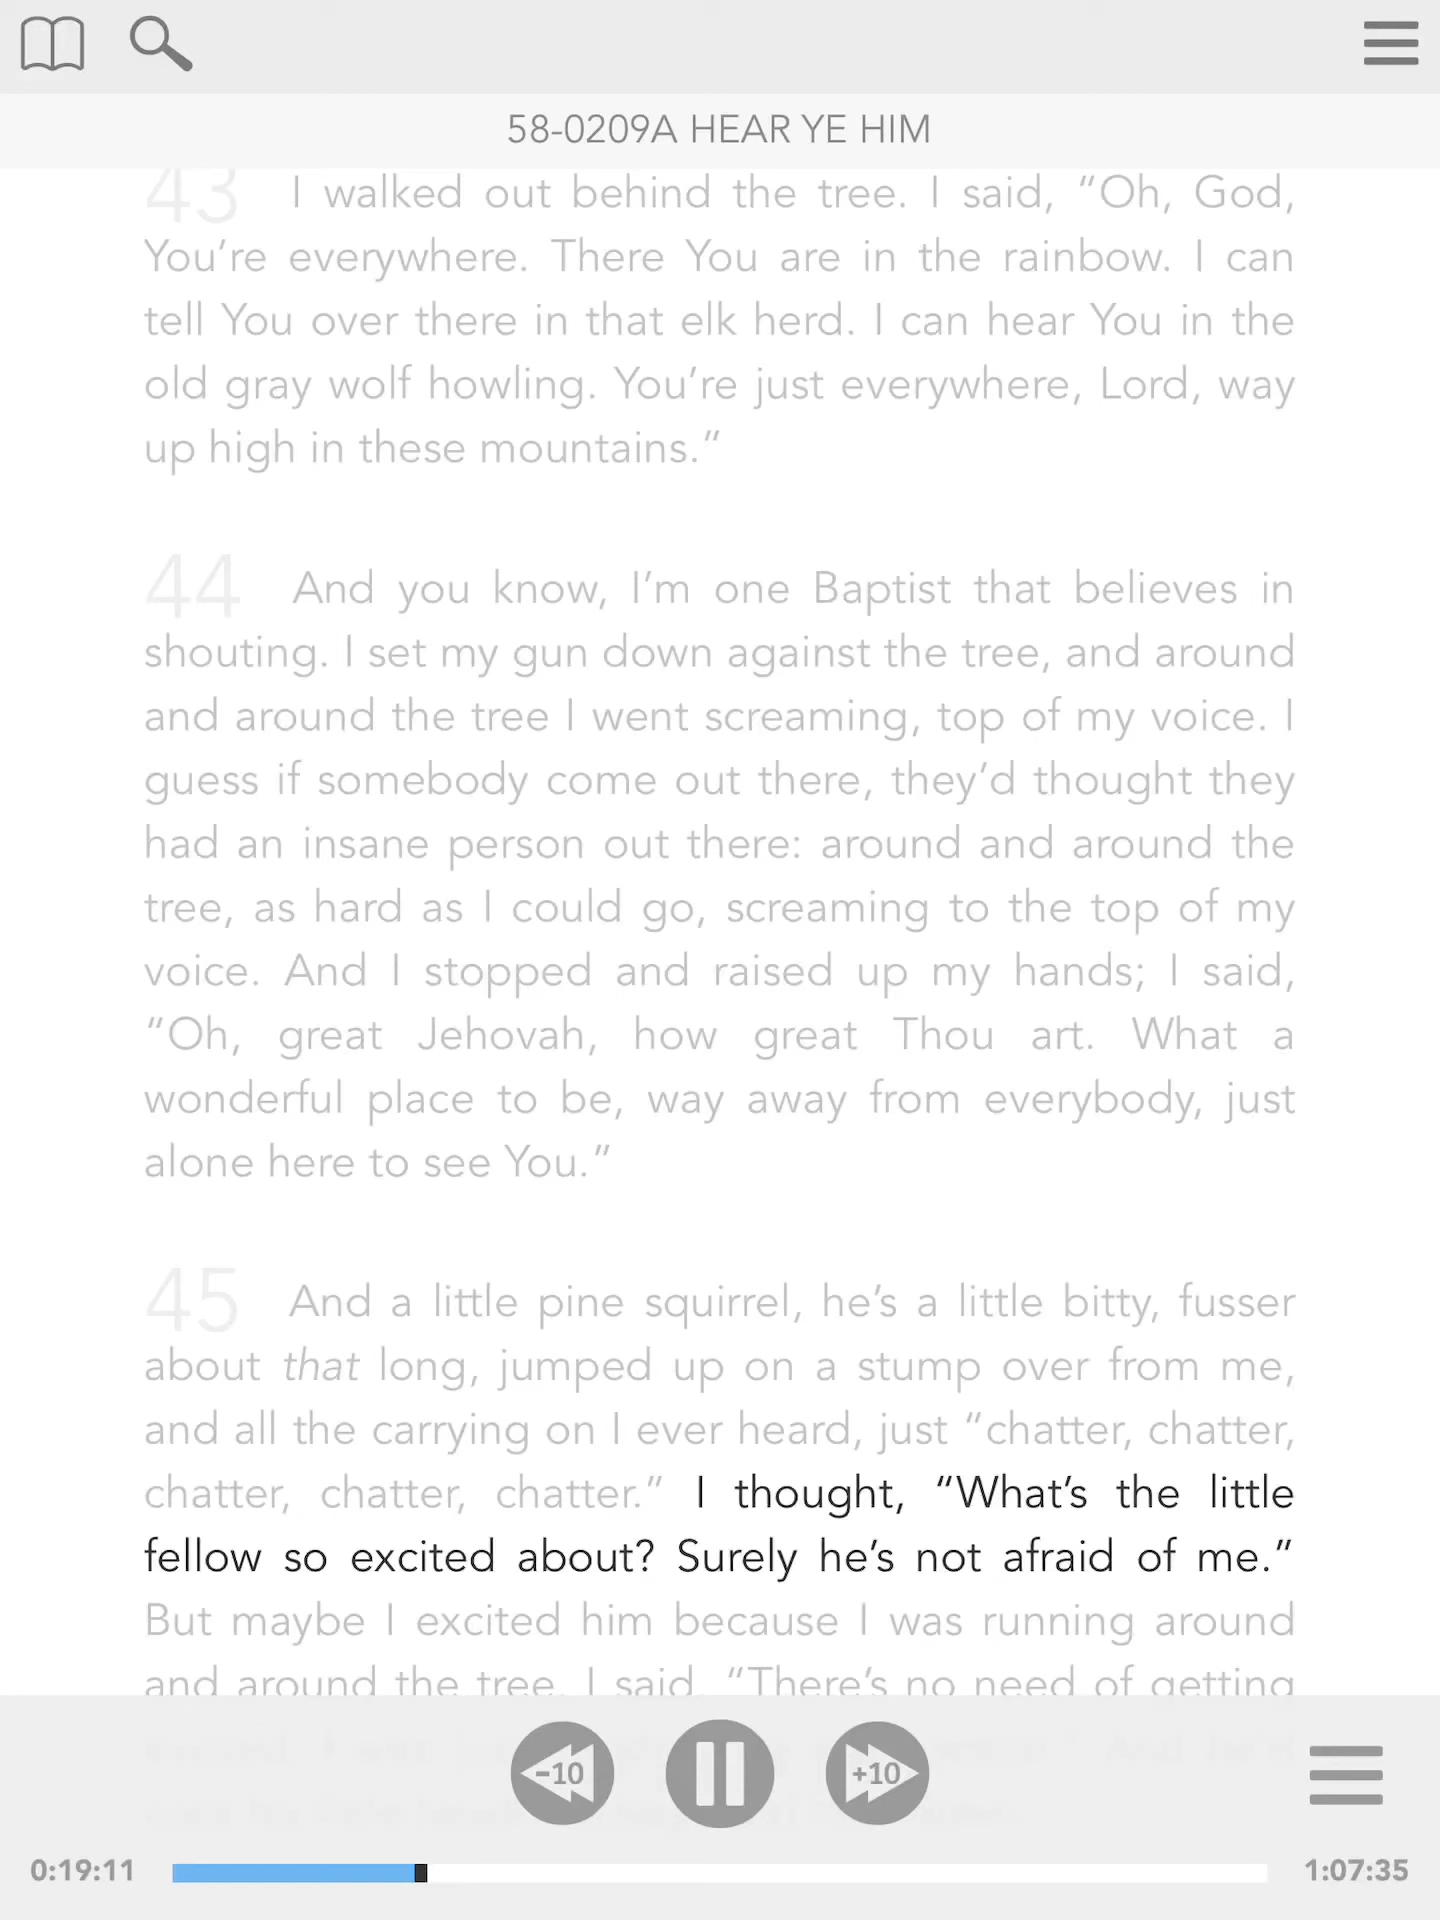 58-0209A HEAR YE HIM
43 I walked out behind the tree. I said, “Oh, God,
You’re everywhere. There You are in the rainbow. I can
tell You over there in that elk herd. I can hear You in the
old gray wolf howling. You’re just everywhere, Lord, way
up high in these mountains.”
44 And you know, I’m one Baptist that believes in
shouting. I set my gun down against the tree, and around
and around the tree I went screaming, top of my voice. I
guess if somebody come out there, they’d thought they
had an insane person out there: around and around the
tree, as hard as I could go, screaming to the top of my
voice. And I stopped and raised up my hands; I said,
“Oh, great Jehovah, how great Thou art. What a
wonderful place to be, way away from everybody, just
alone here to see You.”
45 And a little pine squirrel, he’s a little bitty, fusser
about that long, jumped up on a stump over from me,
and all the carrying on I ever heard, just “chatter, chatter,
chatter, chatter, chatter.” I thought, “What’s the little
fellow so excited about? Surely he’s not afraid of me.”
But maybe I excited him because I was running around
and around the tree. I said, “There’s no need of getting
-10 +10
0:19:11 1:07:35